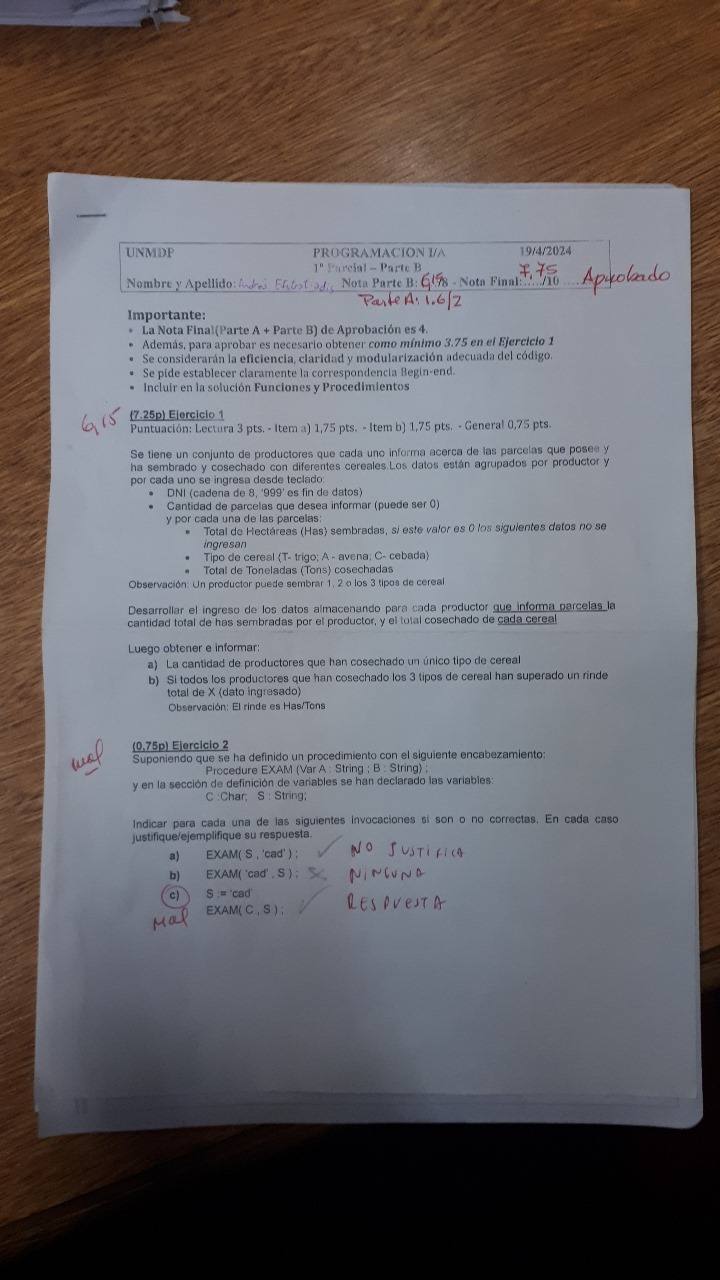 UNMDP PROGRAMACION I/A 19/4/2024
1º Parcial – Parte B 7,75
Nombre y Apellido: Nota Parte B: 6,15/8 - Nota Final:...../10 .... Aprobado
Parte A: 1.6/2
Importante:
• La Nota Final(Parte A + Parte B) de Aprobación es 4.
• Además, para aprobar es necesario obtener como mínimo 3.75 en el Ejercicio 1
• Se considerarán la eficiencia, claridad y modularización adecuada del código.
• Se pide establecer claramente la correspondencia Begin-end.
• Incluir en la solución Funciones y Procedimientos
6,15 (7.25p) Ejercicio 1
Puntuación: Lectura 3 pts. - Item a) 1,75 pts. - Item b) 1,75 pts. - General 0,75 pts.
Se tiene un conjunto de productores que cada uno informa acerca de las parcelas que posee y
ha sembrado y cosechado con diferentes cereales.Los datos están agrupados por productor y
por cada uno se ingresa desde teclado:
• DNI (cadena de 8, '999' es fin de datos)
• Cantidad de parcelas que desea informar (puede ser 0)
y por cada una de las parcelas:
• Total de Hectáreas (Has) sembradas, si este valor es 0 los siguientes datos no se
ingresan
• Tipo de cereal (T- trigo; A - avena; C- cebada)
• Total de Toneladas (Tons) cosechadas
Observación: Un productor puede sembrar 1, 2 o los 3 tipos de cereal
Desarrollar el ingreso de los datos almacenando para cada productor que informa parcelas la
cantidad total de has sembradas por el productor, y el total cosechado de cada cereal
Luego obtener e informar:
a) La cantidad de productores que han cosechado un único tipo de cereal
b) Si todos los productores que han cosechado los 3 tipos de cereal han superado un rinde
total de X (dato ingresado)
Observación: El rinde es Has/Tons
mal (0,75p) Ejercicio 2
Suponiendo que se ha definido un procedimiento con el siguiente encabezamiento:
Procedure EXAM (Var A : String ; B : String) ;
y en la sección de definición de variables se han declarado las variables:
C :Char; S : String;
Indicar para cada una de las siguientes invocaciones si son o no correctas. En cada caso
justifique/ejemplifique su respuesta.
a) EXAM( S , 'cad' ) ; ✓ NO JUSTIFICA
b) EXAM( 'cad' , S ) ; ✗ NINGUNA
c) S := 'cad'
mal EXAM( C , S ) ; ✓ RESPUESTA